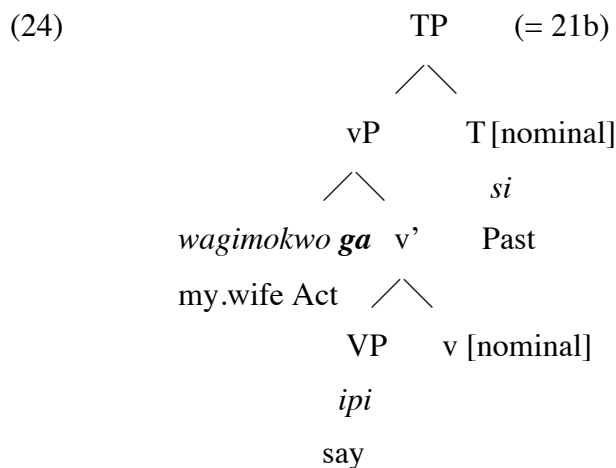 (24) TP (= 21b)
vP T [nominal]
si
wagimokwo ga v’ Past
my.wife Act
VP v [nominal]
ipi
say